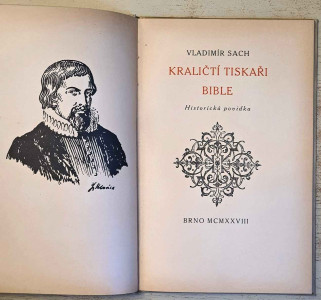 VLADIMÍR SACH
KRALIČTÍ TISKAŘI
BIBLE
Historická povídka
BRNO MCMXXVIII